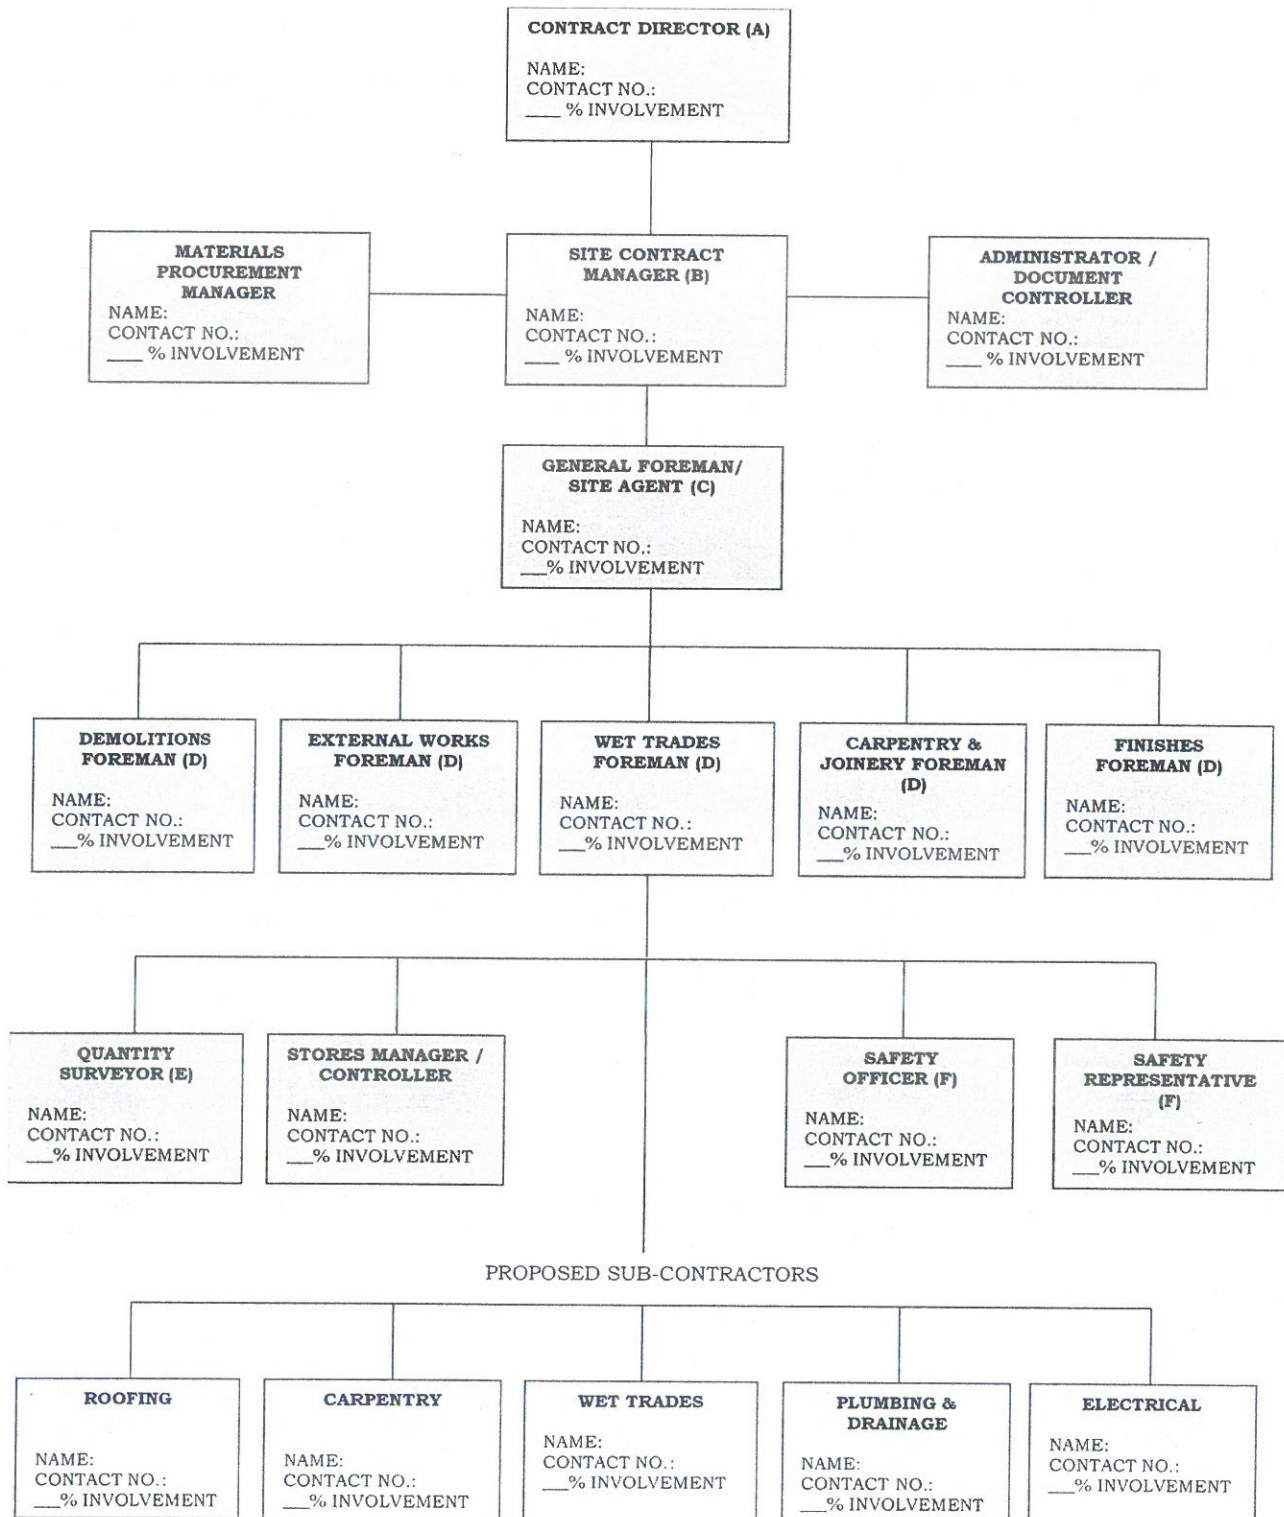 CONTRACT DIRECTOR (A)
NAME:
CONTACT NO.:
____ % INVOLVEMENT
MATERIALS
PROCUREMENT
MANAGER
NAME:
CONTACT NO.:
____ % INVOLVEMENT
SITE CONTRACT
MANAGER (B)
NAME:
CONTACT NO.:
____ % INVOLVEMENT
ADMINISTRATOR /
DOCUMENT
CONTROLLER
NAME:
CONTACT NO.:
____ % INVOLVEMENT
GENERAL FOREMAN/
SITE AGENT (C)
NAME:
CONTACT NO.:
___% INVOLVEMENT
DEMOLITIONS
FOREMAN (D)
NAME:
CONTACT NO.:
___% INVOLVEMENT
EXTERNAL WORKS
FOREMAN (D)
NAME:
CONTACT NO.:
___% INVOLVEMENT
WET TRADES
FOREMAN (D)
NAME:
CONTACT NO.:
___% INVOLVEMENT
CARPENTRY &
JOINERY FOREMAN
(D)
NAME:
CONTACT NO.:
___% INVOLVEMENT
FINISHES
FOREMAN (D)
NAME:
CONTACT NO.:
___% INVOLVEMENT
QUANTITY
SURVEYOR (E)
NAME:
CONTACT NO.:
___% INVOLVEMENT
STORES MANAGER /
CONTROLLER
NAME:
CONTACT NO.:
___% INVOLVEMENT
SAFETY
OFFICER (F)
NAME:
CONTACT NO.:
___% INVOLVEMENT
SAFETY
REPRESENTATIVE
(F)
NAME:
CONTACT NO.:
___% INVOLVEMENT
PROPOSED SUB-CONTRACTORS
ROOFING
NAME:
CONTACT NO.:
___% INVOLVEMENT
CARPENTRY
NAME:
CONTACT NO.:
___% INVOLVEMENT
WET TRADES
NAME:
CONTACT NO.:
___% INVOLVEMENT
PLUMBING &
DRAINAGE
NAME:
CONTACT NO.:
___% INVOLVEMENT
ELECTRICAL
NAME:
CONTACT NO.:
___% INVOLVEMENT